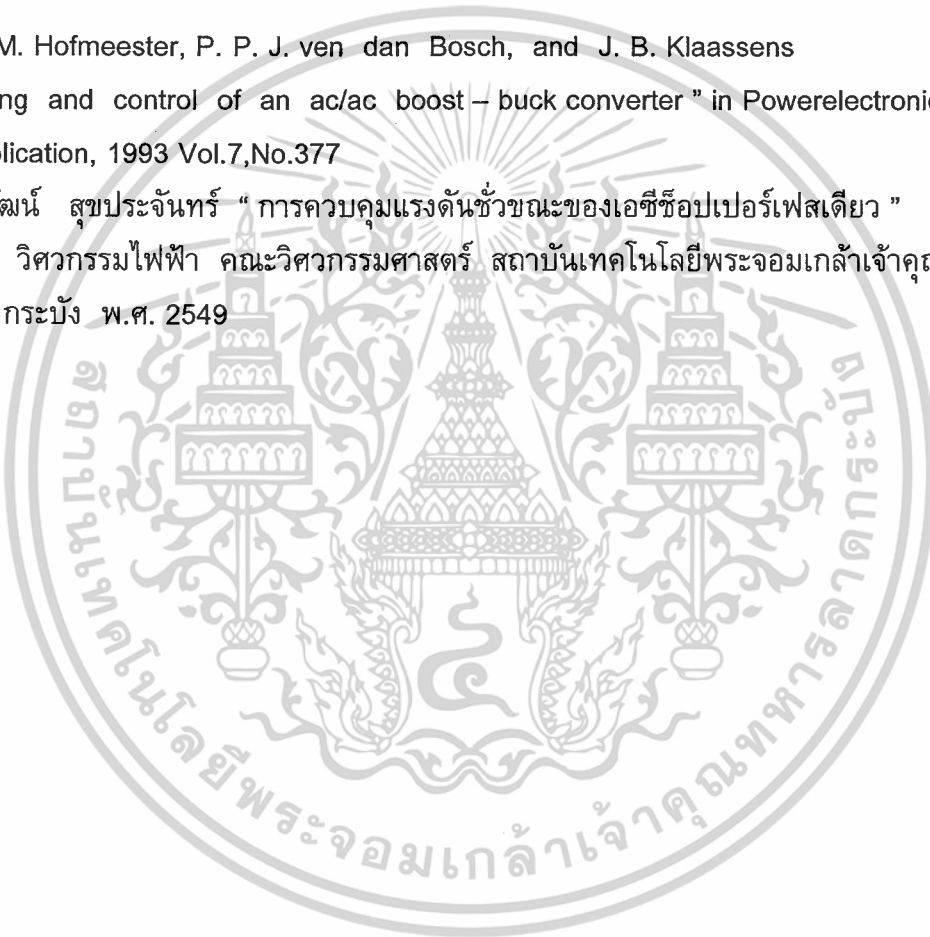 M. Hofmeester, P. P. J. ven dan Bosch, and J. B. Klaassens
ng and control of an ac/ac boost – buck converter ” in Powerelectronic
lication, 1993 Vol.7,No.377
ฒน์ สุขประจันทร์ “ การควบคุมแรงดันชั่วขณะของเอซีช็อปเปอร์เฟสเดียว ”
วิศวกรรมไฟฟ้า คณะวิศวกรรมศาสตร์ สถาบันเทคโนโลยีพระจอมเกล้าเจ้าคุณ
กระบัง พ.ศ. 2549
สถาบันเทคโนโลยีพระจอมเกล้าเจ้าคุณทหารลาดกระบัง